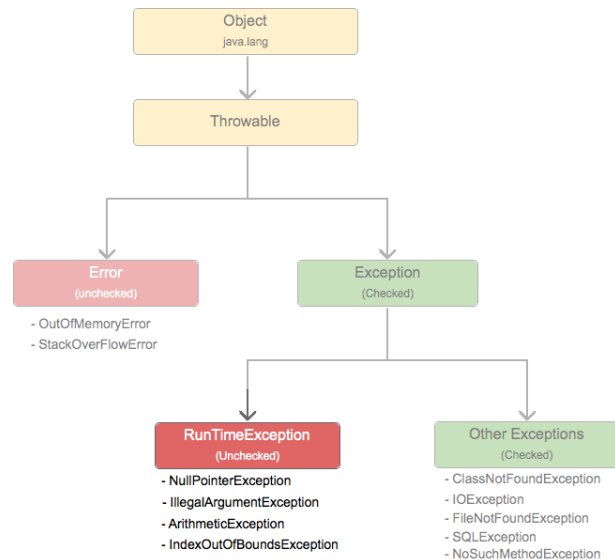 Object
java.lang
Throwable
Error
(unchecked)
- OutOfMemoryError
- StackOverFlowError
Exception
(Checked)
RunTimeException
(Unchecked)
- NullPointerException
- IllegalArgumentException
- ArithmeticException
- IndexOutOfBoundsException
Other Exceptions
(Checked)
- ClassNotFoundException
- IOException
- FileNotFoundException
- SQLException
- NoSuchMethodException